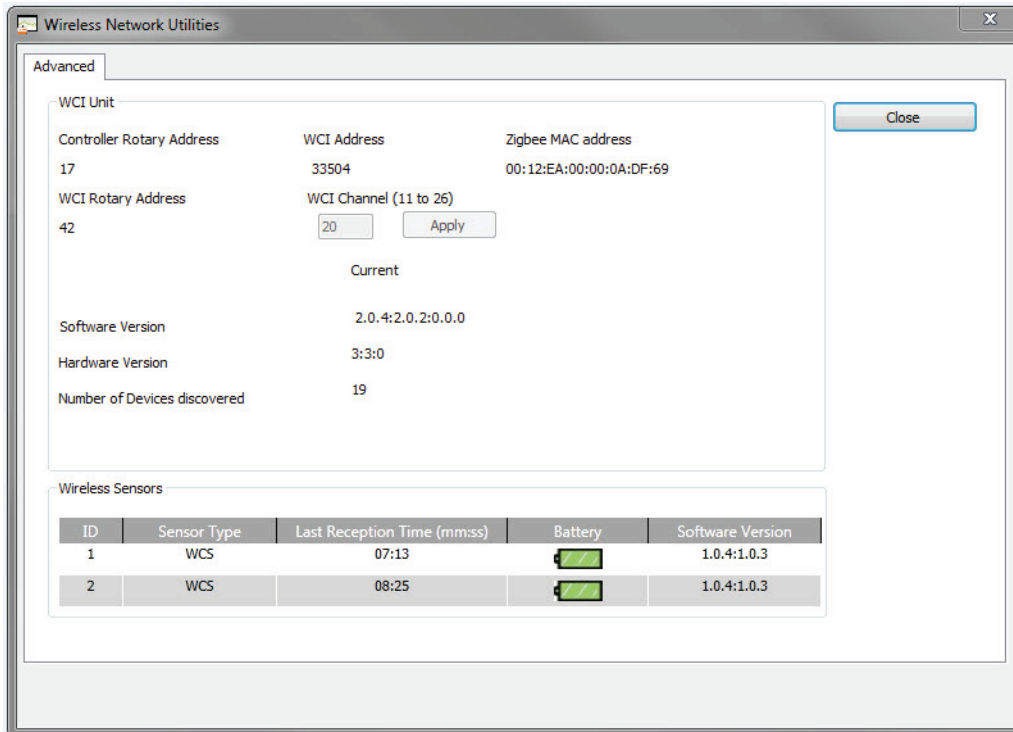 Wireless Network Utilities
X
Advanced
WCI Unit
Close
Controller Rotary Address WCI Address Zigbee MAC address
17 33504 00:12:EA:00:00:0A:DF:69
WCI Rotary Address WCI Channel (11 to 26)
42 20 Apply
Current
Software Version 2.0.4:2.0.2:0.0.0
Hardware Version 3:3:0
Number of Devices discovered 19
Wireless Sensors
ID Sensor Type Last Reception Time (mm:ss) Battery Software Version
1 WCS 07:13 1.0.4:1.0.3
2 WCS 08:25 1.0.4:1.0.3